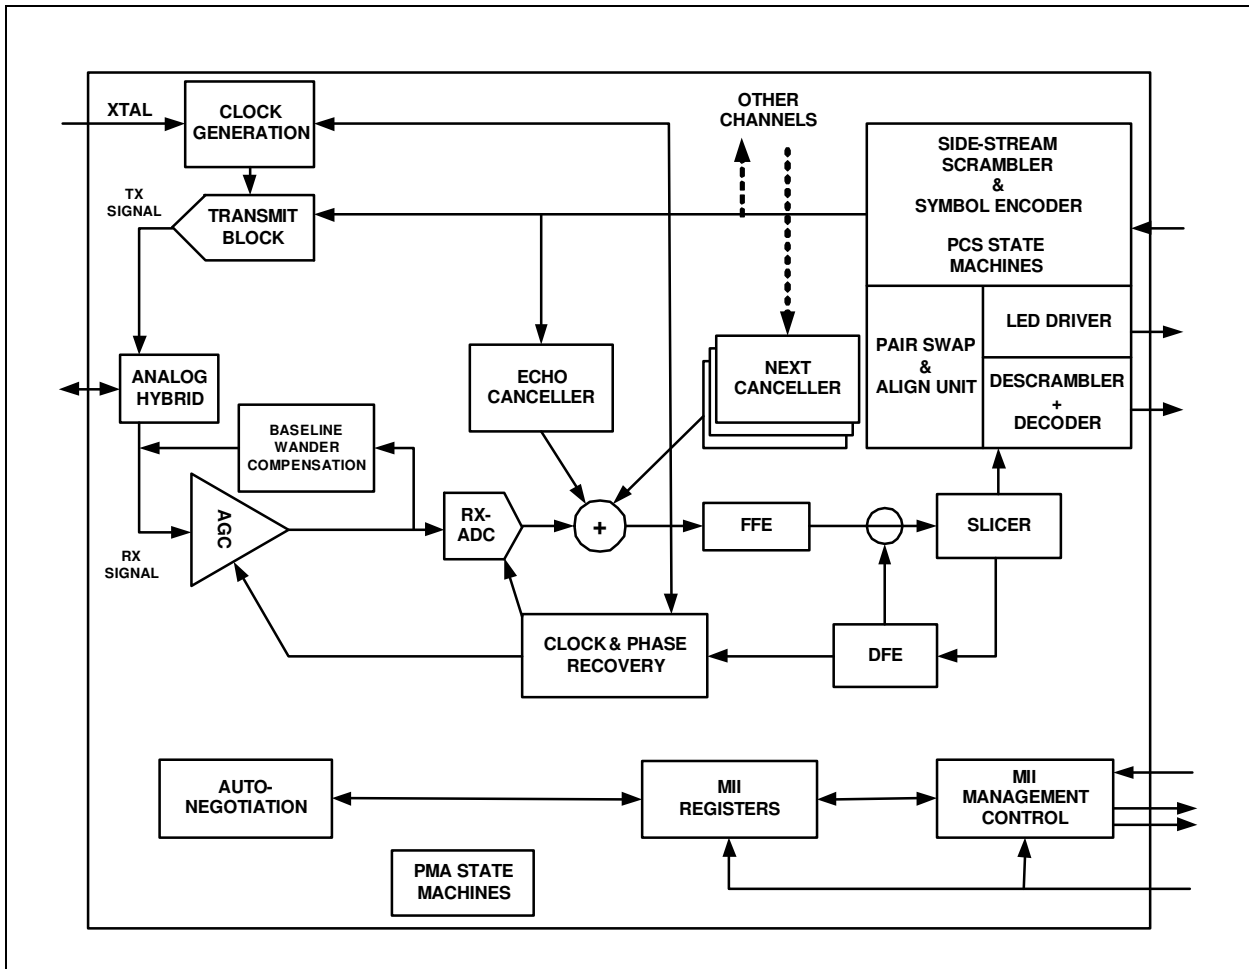 XTAL
CLOCK
GENERATION
OTHER
CHANNELS
SIDE-STREAM
SCRAMBLER
&
SYMBOL ENCODER
PCS STATE
MACHINES
TX
SIGNAL
TRANSMIT
BLOCK
PAIR SWAP
&
ALIGN UNIT
LED DRIVER
DESCRAMBLER
+
DECODER
ANALOG
HYBRID
ECHO
CANCELLER
NEXT
CANCELLER
BASELINE
WANDER
COMPENSATION
AGC
RX-
ADC
+
FFE
SLICER
RX
SIGNAL
CLOCK & PHASE
RECOVERY
DFE
AUTO-
NEGOTIATION
MII
REGISTERS
MII
MANAGEMENT
CONTROL
PMA STATE
MACHINES